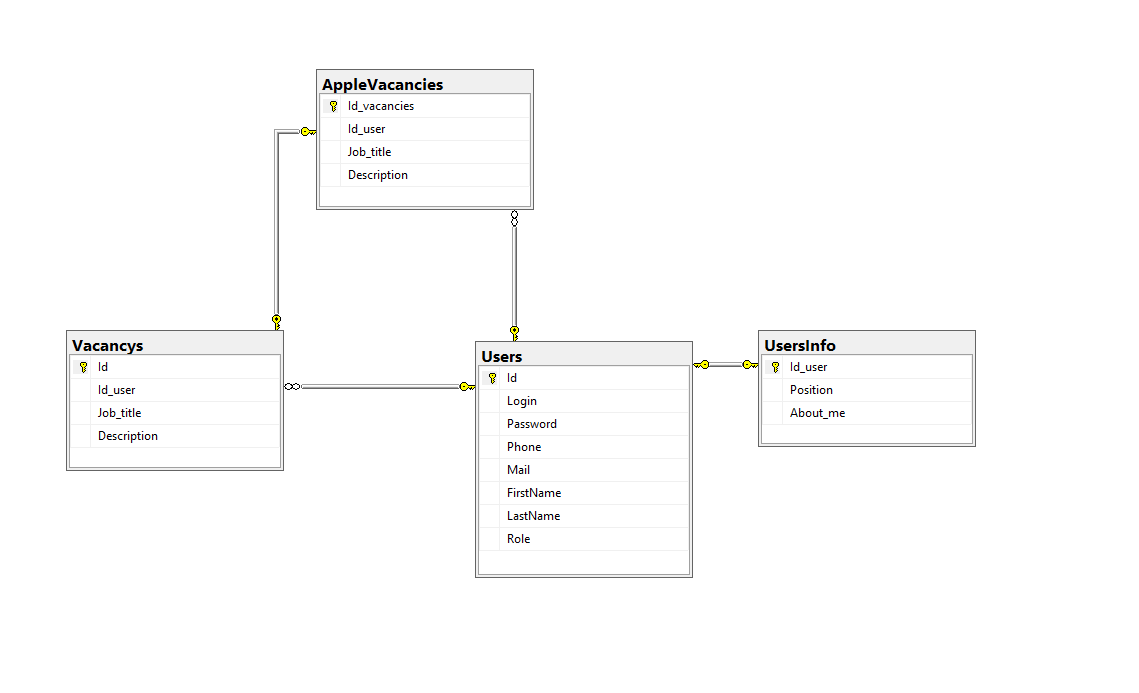 AppleVacancies
Id_vacancies
Id_user
Job_title
Description
Vacancys
Id
Id_user
Job_title
Description
Users
Id
Login
Password
Phone
Mail
FirstName
LastName
Role
UsersInfo
Id_user
Position
About_me